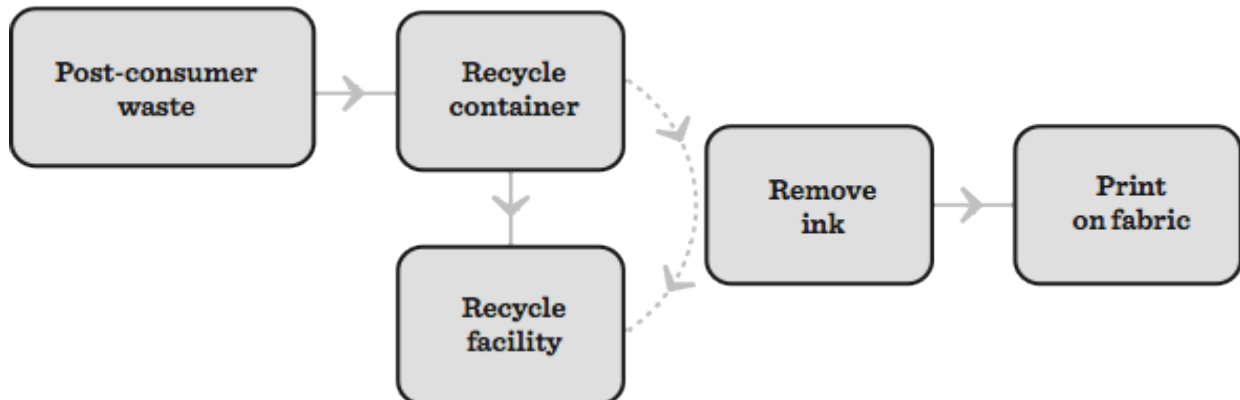 Post-consumer
waste
Recycle
container
Recycle
facility
Remove
ink
Print
on fabric